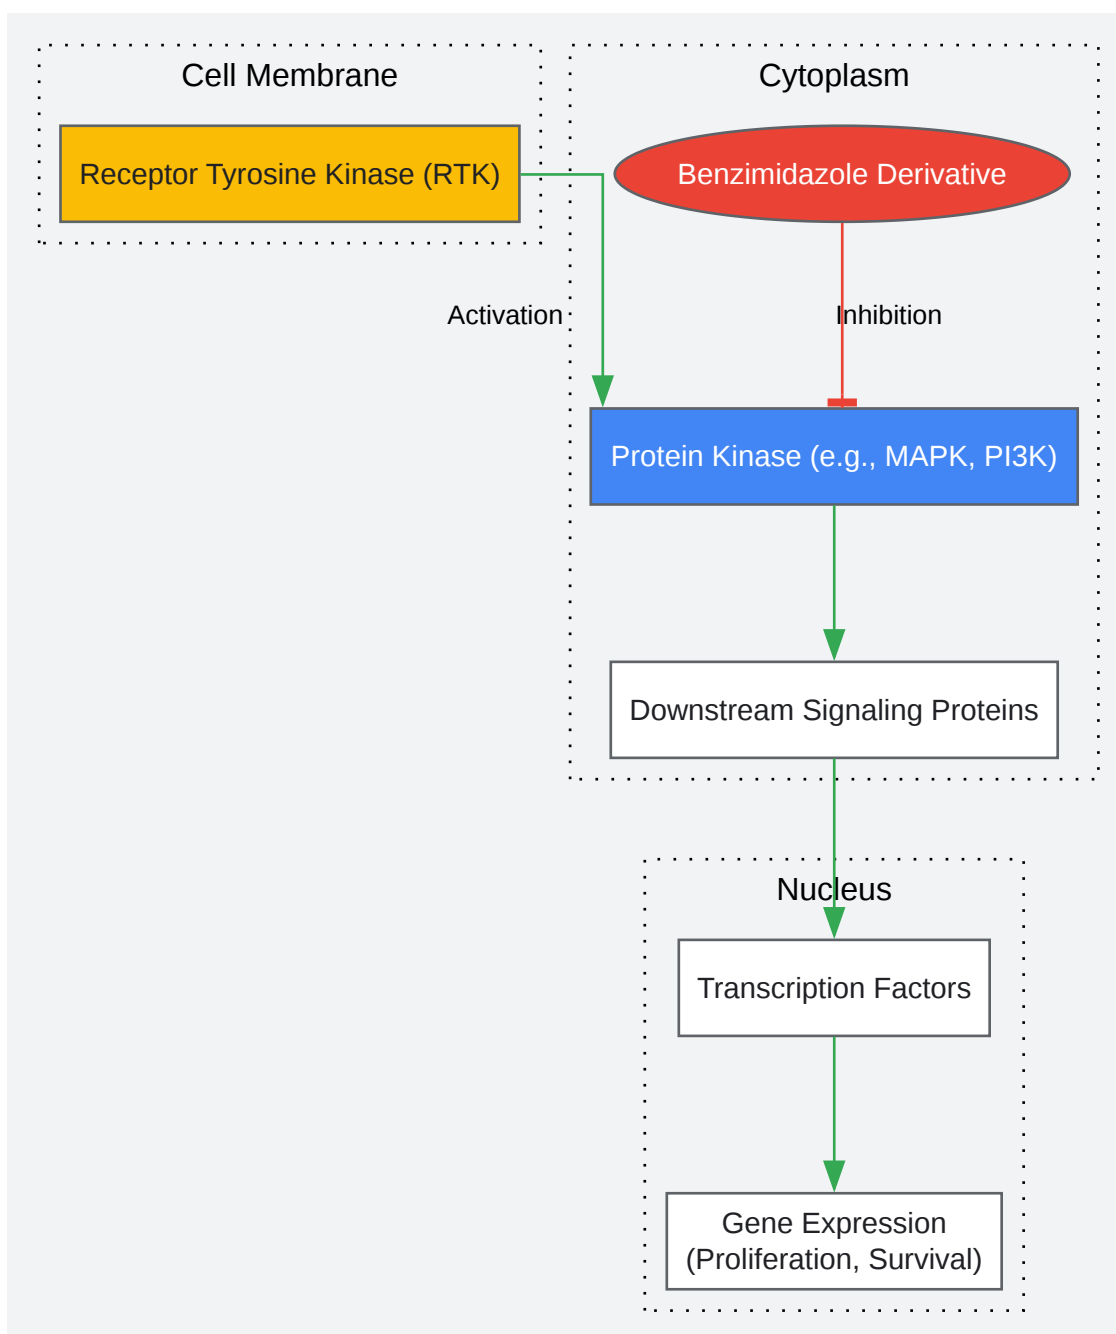 Cell Membrane
Cytoplasm
Receptor Tyrosine Kinase (RTK)
Benzimidazole Derivative
Activation
Inhibition
Protein Kinase (e.g., MAPK, PI3K)
Downstream Signaling Proteins
Nucleus
Transcription Factors
Gene Expression
(Proliferation, Survival)